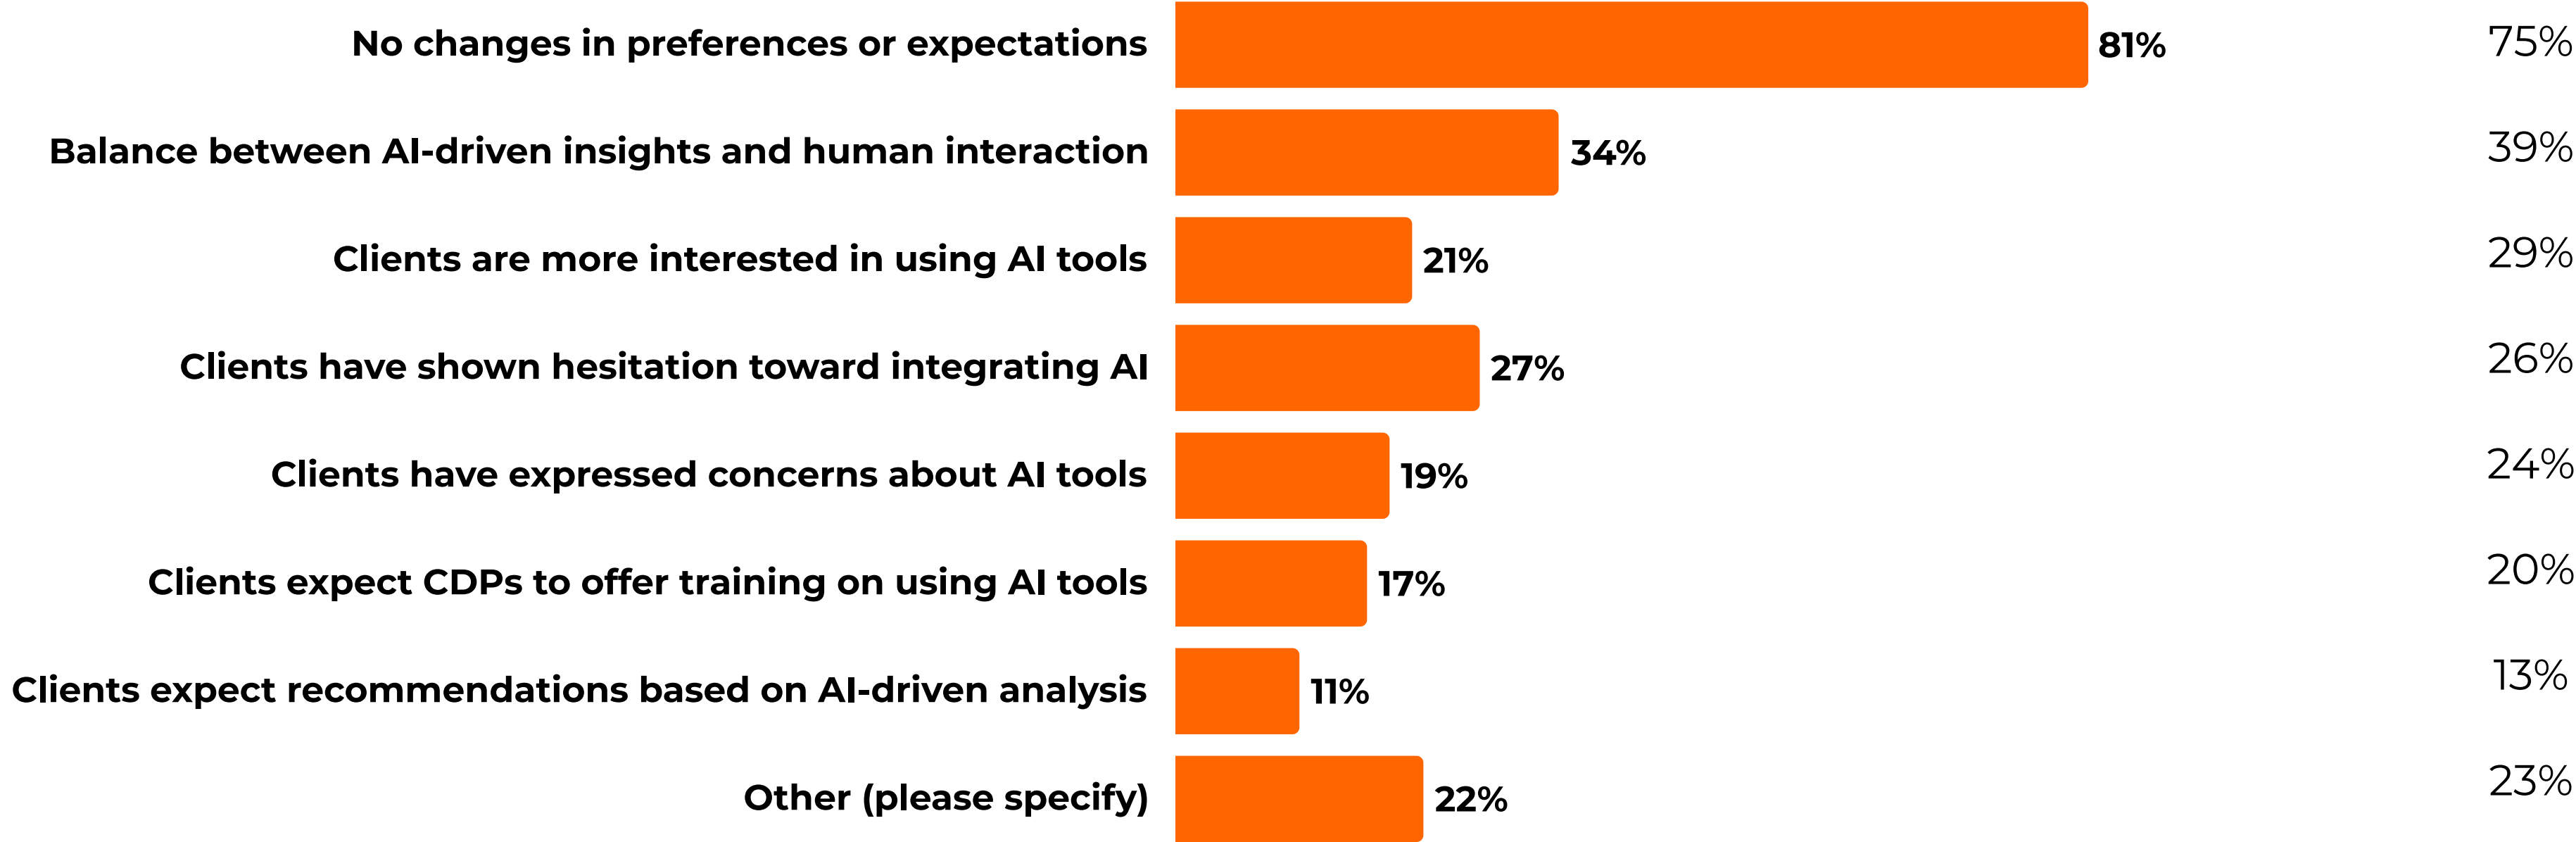 No changes in preferences or expectations 81% 75%
Balance between AI-driven insights and human interaction 34% 39%
Clients are more interested in using AI tools 21% 29%
Clients have shown hesitation toward integrating AI 27% 26%
Clients have expressed concerns about AI tools 19% 24%
Clients expect CDPs to offer training on using AI tools 17% 20%
Clients expect recommendations based on AI-driven analysis 11% 13%
Other (please specify) 22% 23%